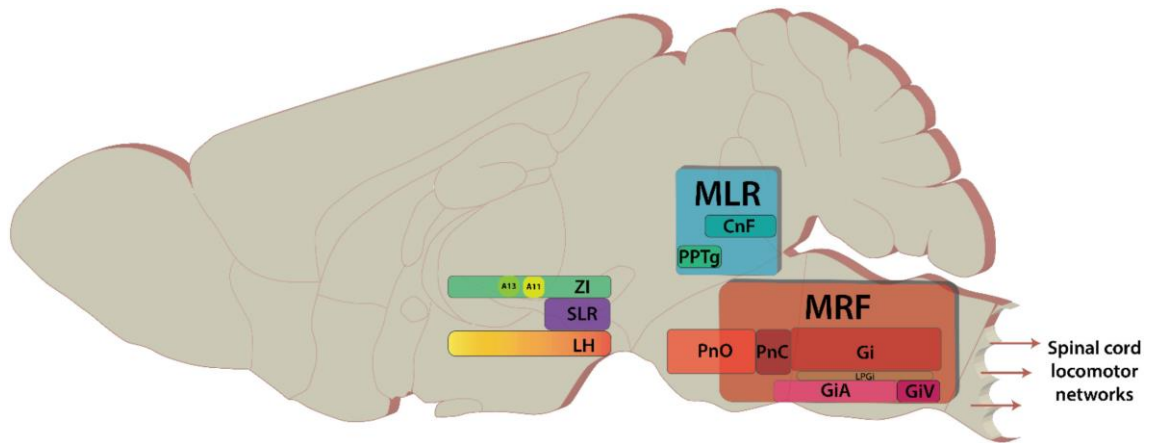 MLR
CnF
PPTg
A13
A11
ZI
SLR
LH
MRF
PnO
PnC
Gi
LPGi
GiA
GiV
Spinal cord
locomotor
networks